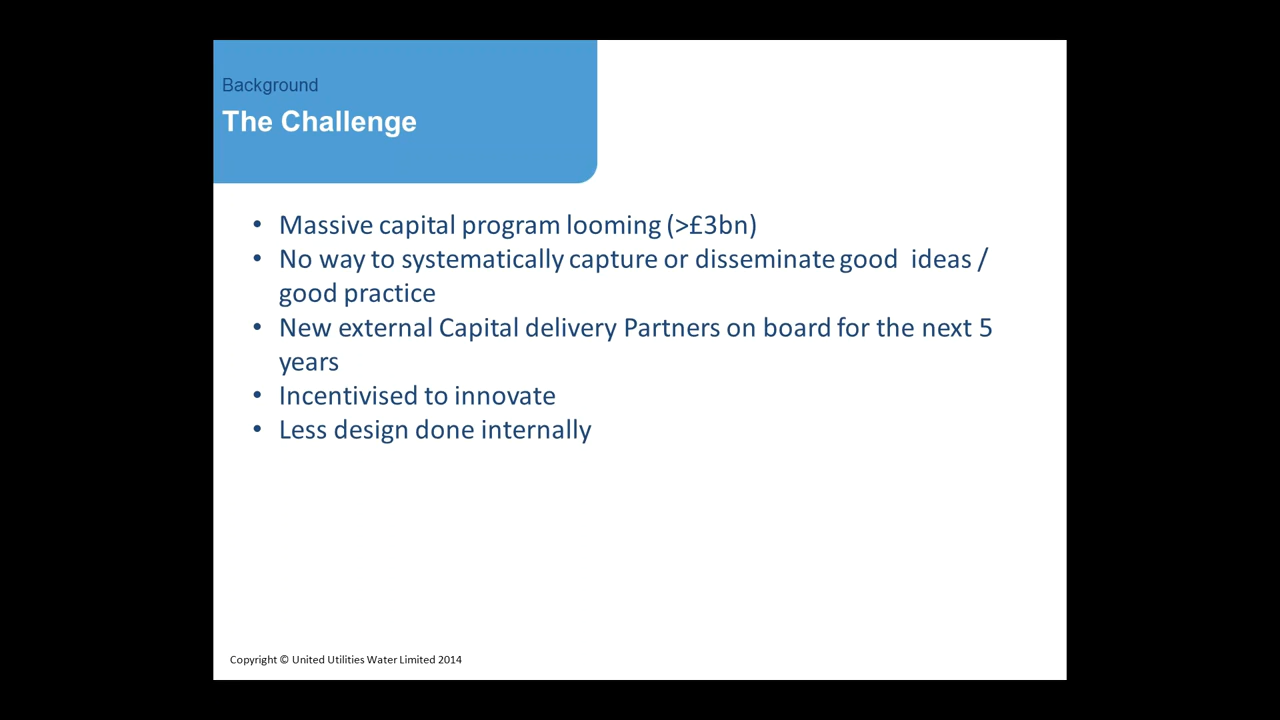 Background
The Challenge
• Massive capital program looming (>£3bn)
• No way to systematically capture or disseminate good ideas /
good practice
• New external Capital delivery Partners on board for the next 5
years
• Incentivised to innovate
• Less design done internally
Copyright © United Utilities Water Limited 2014